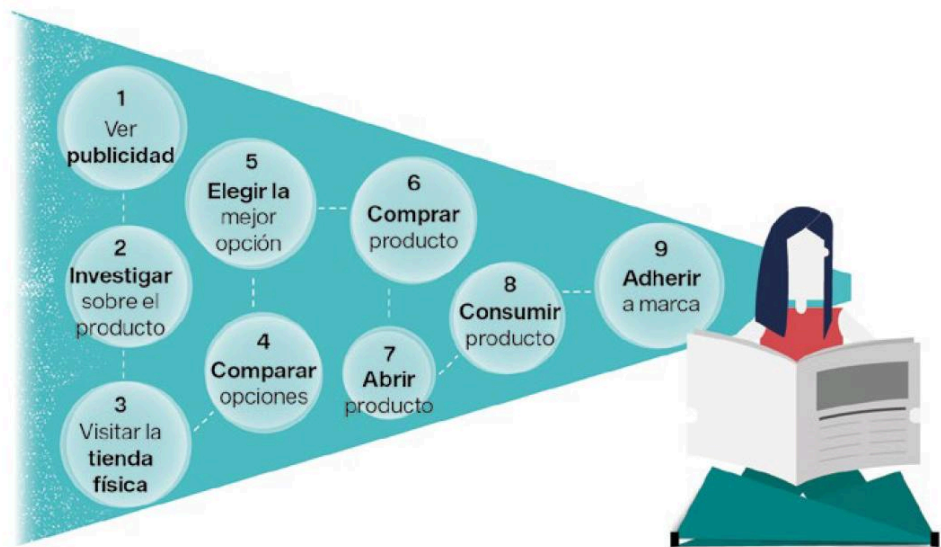 1
Ver
publicidad
2
Investigar
sobre el
producto
3
Visitar la
tienda
física
4
Comparar
opciones
5
Elegir la
mejor
opción
6
Comprar
producto
7
Abrir
producto
8
Consumir
producto
9
Adherir
a marca